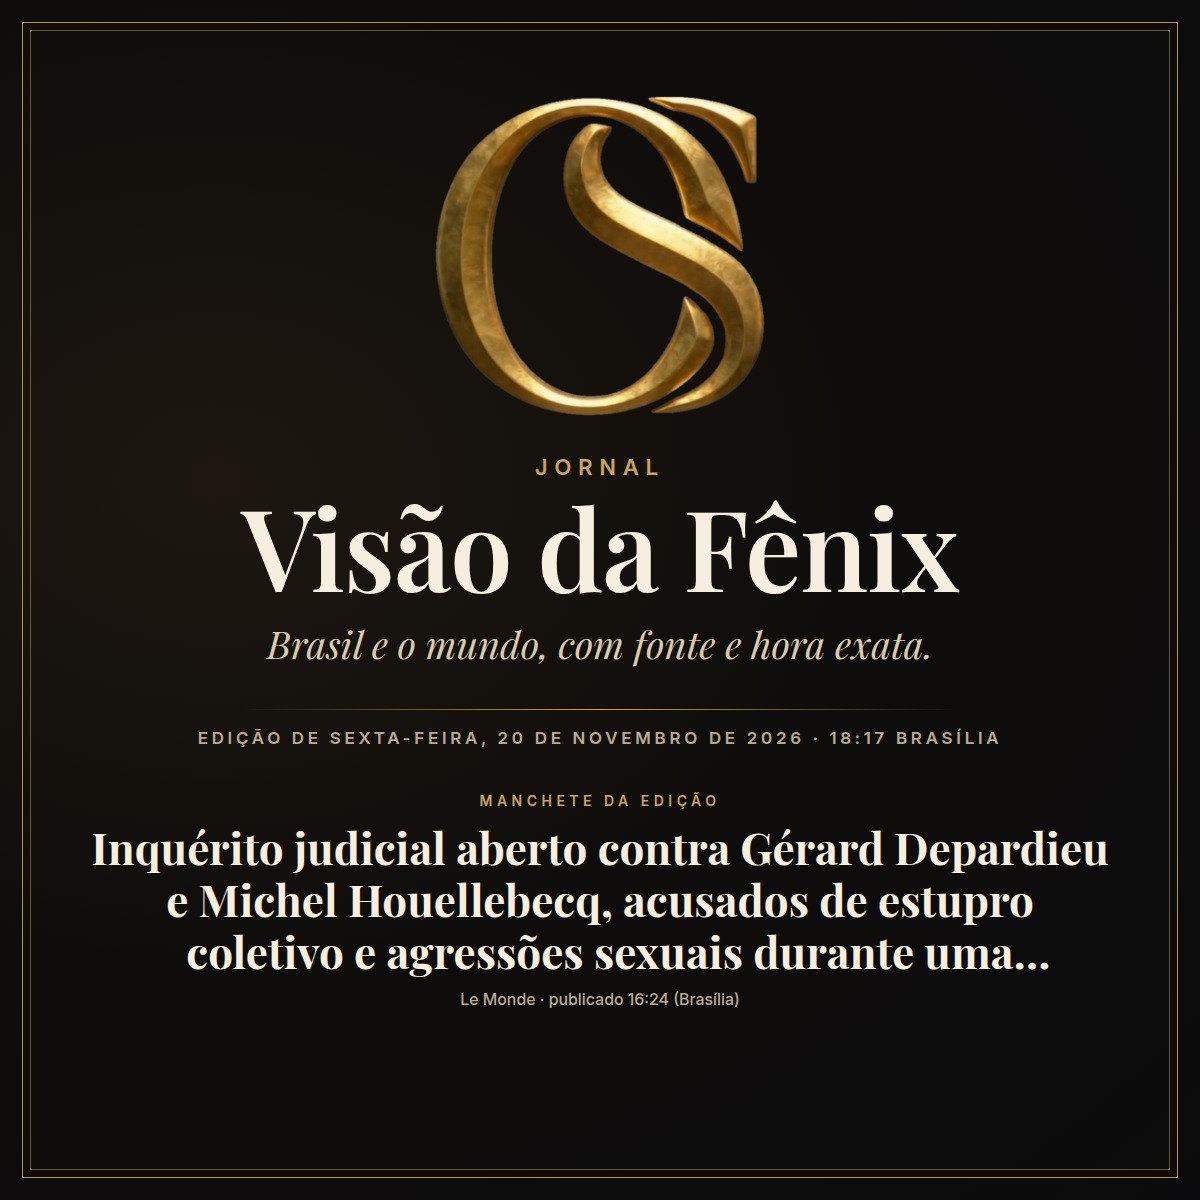 CS
JORNAL
Visão da Fênix
Brasil e o mundo, com fonte e hora exata.
EDIÇÃO DE SEXTA-FEIRA, 20 DE NOVEMBRO DE 2026 · 18:17 BRASÍLIA
MANCHETE DA EDIÇÃO
Inquérito judicial aberto contra Gérard Depardieu
e Michel Houellebecq, acusados de estupro
coletivo e agressões sexuais durante uma...
Le Monde · publicado 16:24 (Brasília)